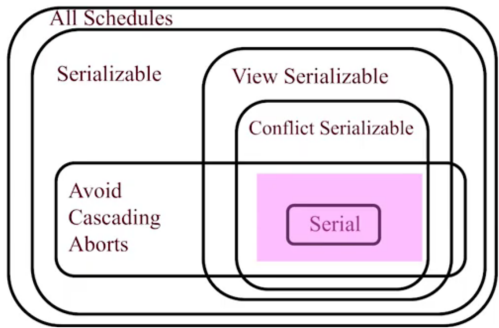 All Schedules
Serializable
View Serializable
Conflict Serializable
Avoid
Cascading
Aborts
Serial